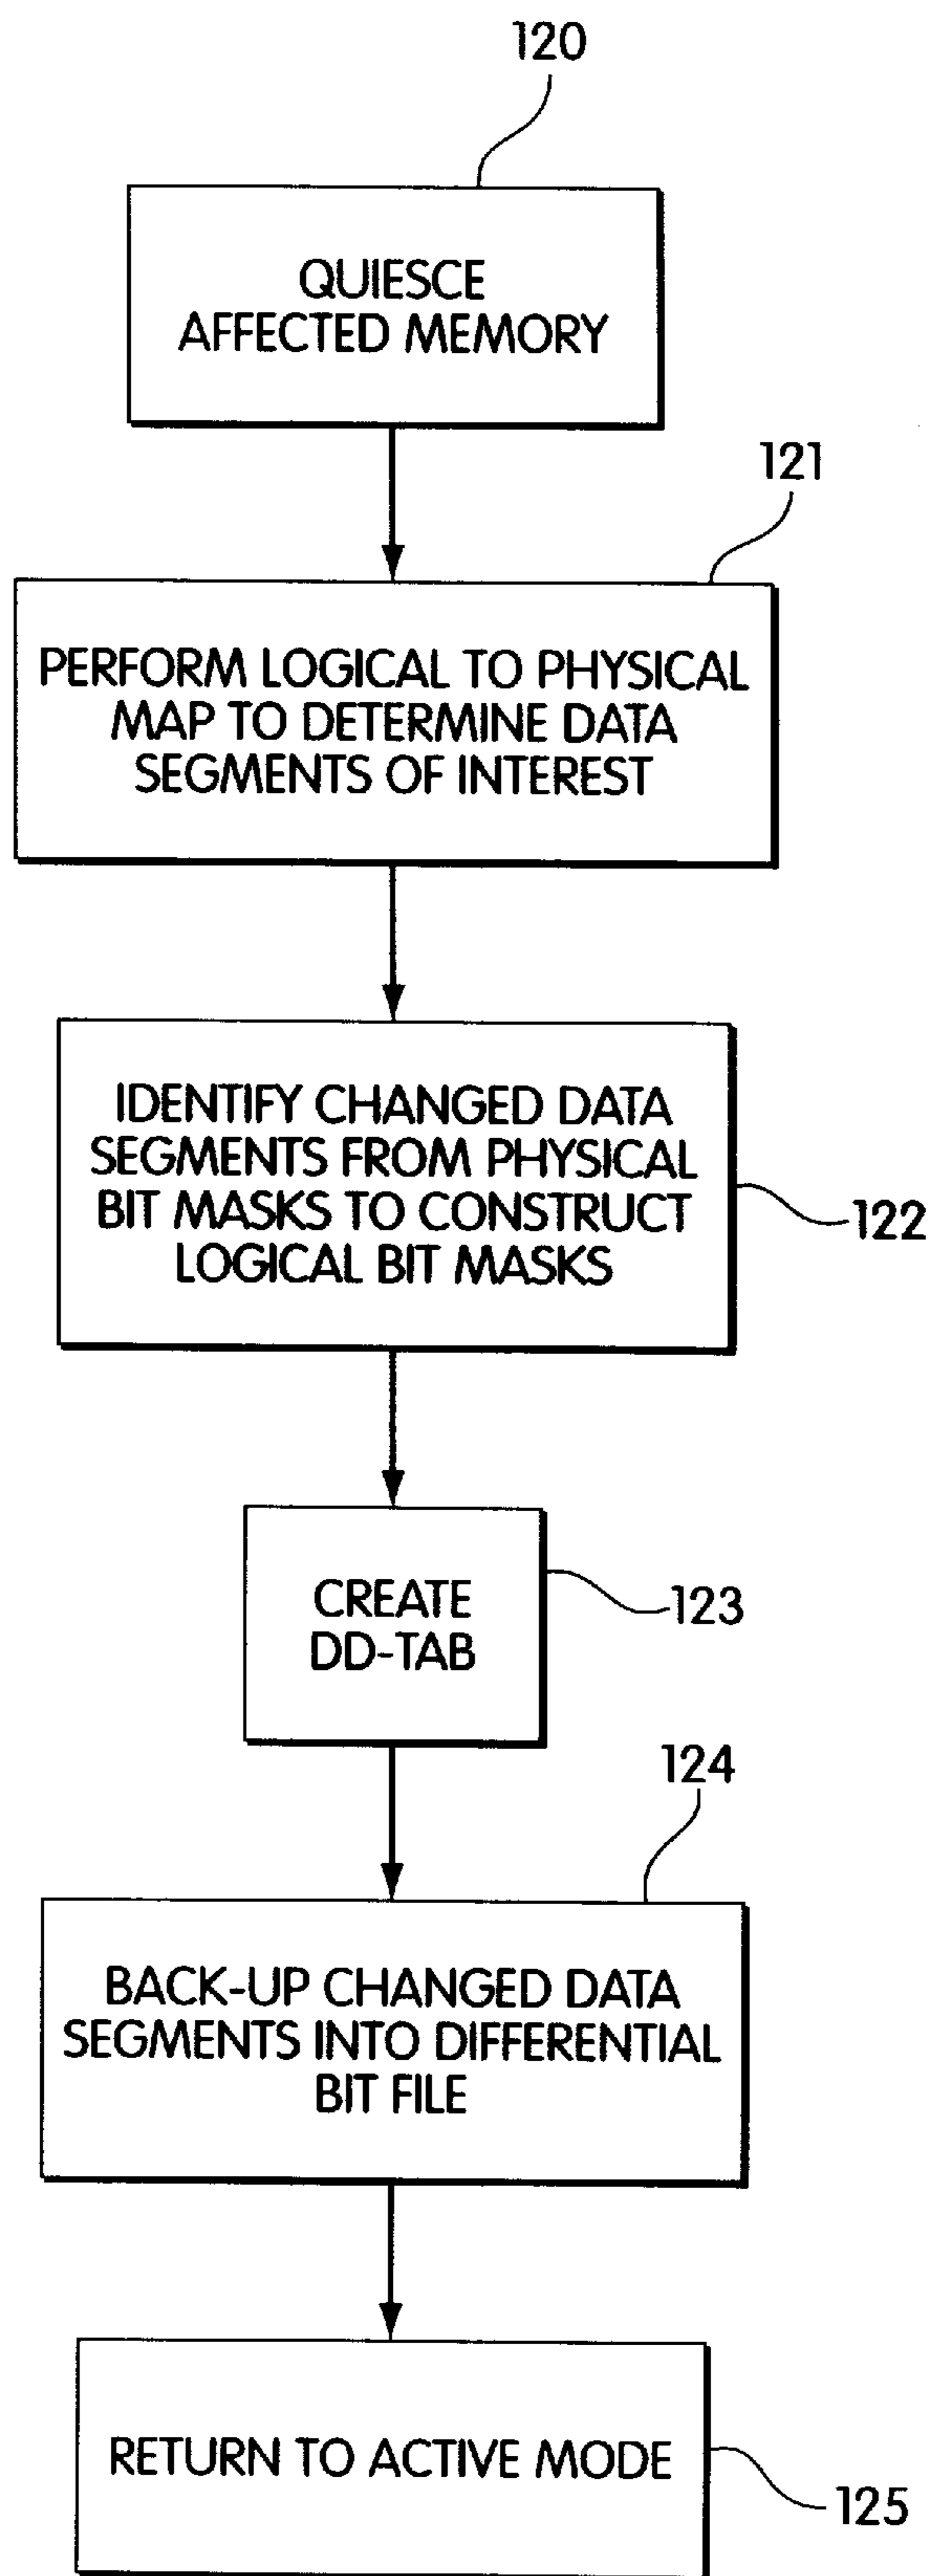 120
QUIESCE
AFFECTED MEMORY
121
PERFORM LOGICAL TO PHYSICAL
MAP TO DETERMINE DATA
SEGMENTS OF INTEREST
IDENTIFY CHANGED DATA
SEGMENTS FROM PHYSICAL
BIT MASKS TO CONSTRUCT
LOGICAL BIT MASKS
122
CREATE
DD-TAB
123
124
BACK-UP CHANGED DATA
SEGMENTS INTO DIFFERENTIAL
BIT FILE
RETURN TO ACTIVE MODE
125